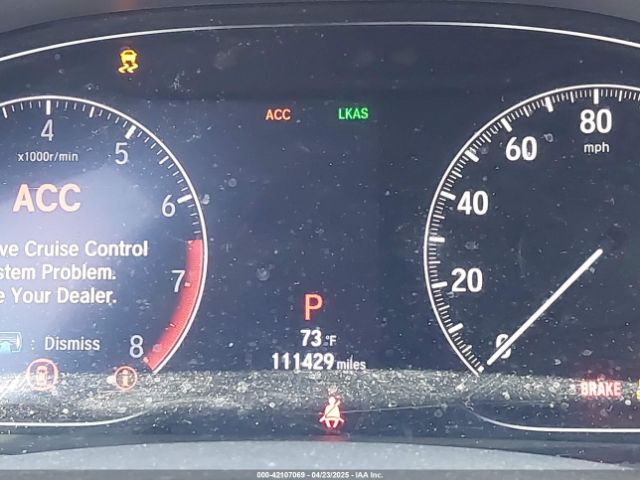 ACC LKAS
4
5
x1000r/min
6
7
8
ACC
ve Cruise Control
stem Problem.
e Your Dealer.
: Dismiss
P
73 °F
111429 miles
80
mph
60
40
20
0
BRAKE
000-42107069 - 04/23/2025 - IAA Inc.